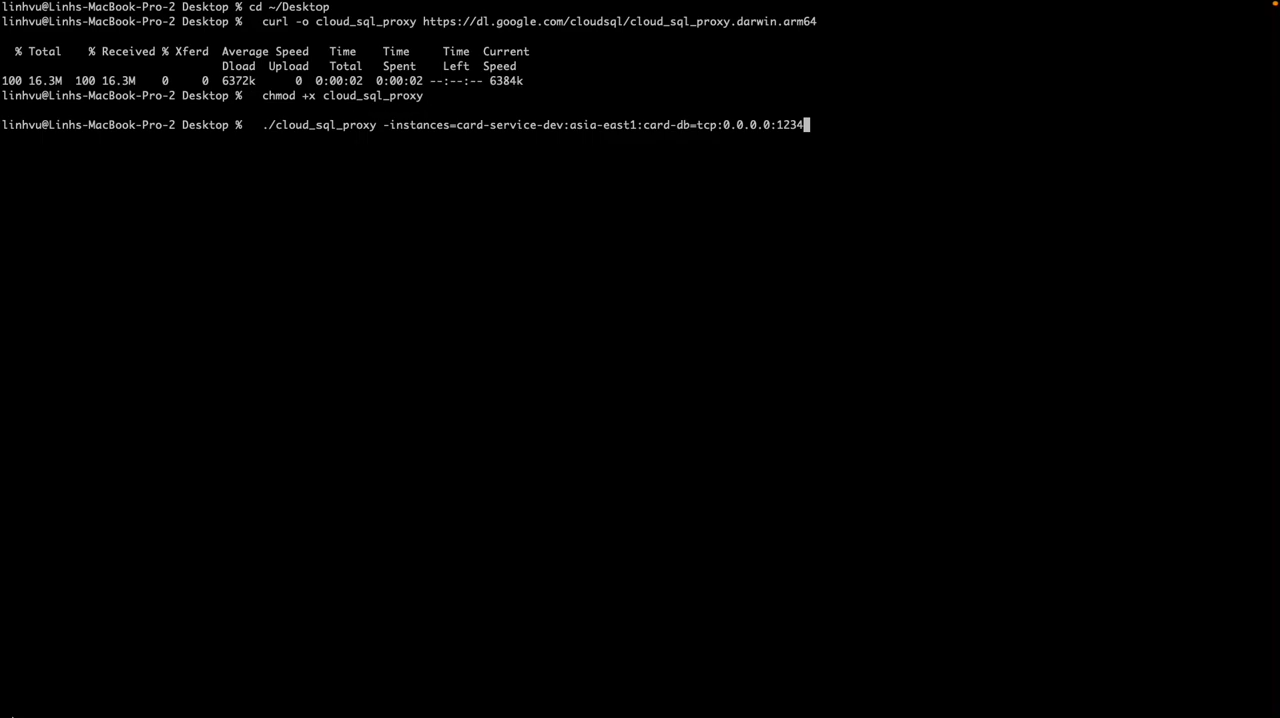 linhvu@Linhs-MacBook-Pro-2 Desktop % cd ~/Desktop
linhvu@Linhs-MacBook-Pro-2 Desktop %   curl -o cloud_sql_proxy https://dl.google.com/cloudsql/cloud_sql_proxy.darwin.arm64
% Total    % Received % Xferd  Average Speed   Time    Time     Time  Current
Dload  Upload   Total   Spent    Left  Speed
100 16.3M  100 16.3M    0     0  6372k      0  0:00:02  0:00:02 --:--:-- 6384k
linhvu@Linhs-MacBook-Pro-2 Desktop %   chmod +x cloud_sql_proxy
linhvu@Linhs-MacBook-Pro-2 Desktop %   ./cloud_sql_proxy -instances=card-service-dev:asia-east1:card-db=tcp:0.0.0.0:1234